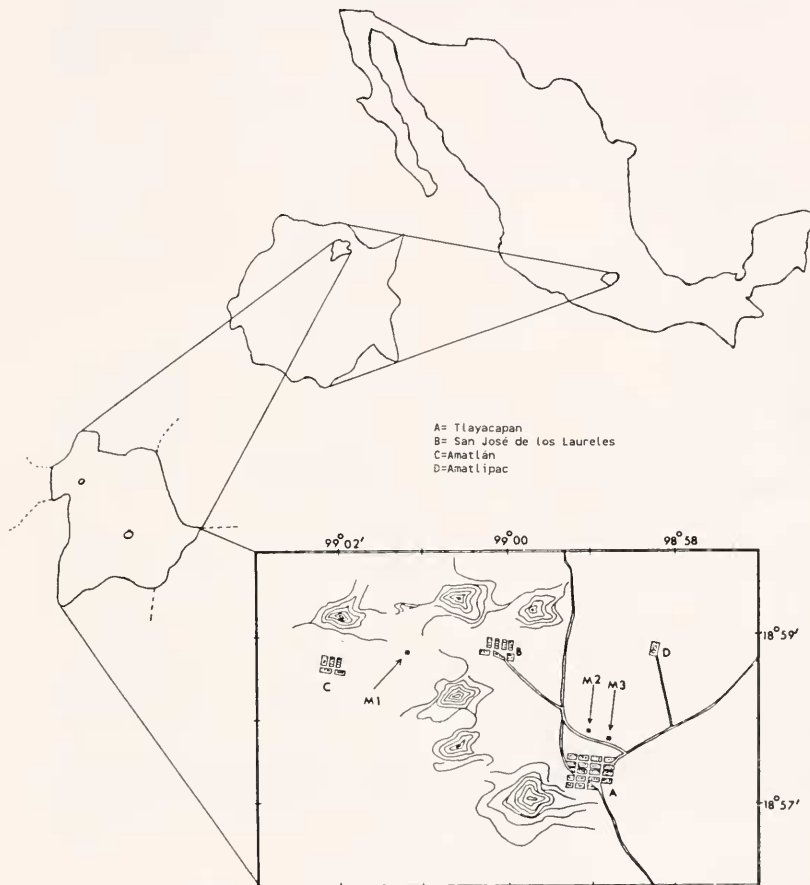 A= Tlayacapan
B= San José de los Laureles
C=Amatlán
D=Amatlipac
99°02'
99°00'
98°58
18°59'
B
D
C
M1
M2
M3
A
18°57'